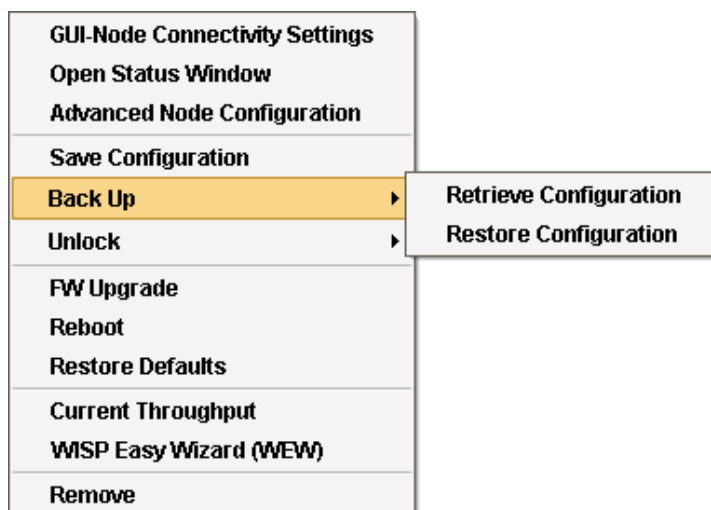 GUI-Node Connectivity Settings
Open Status Window
Advanced Node Configuration
Save Configuration
Back Up
Retrieve Configuration
Restore Configuration
Unlock
FW Upgrade
Reboot
Restore Defaults
Current Throughput
WISP Easy Wizard (WEW)
Remove